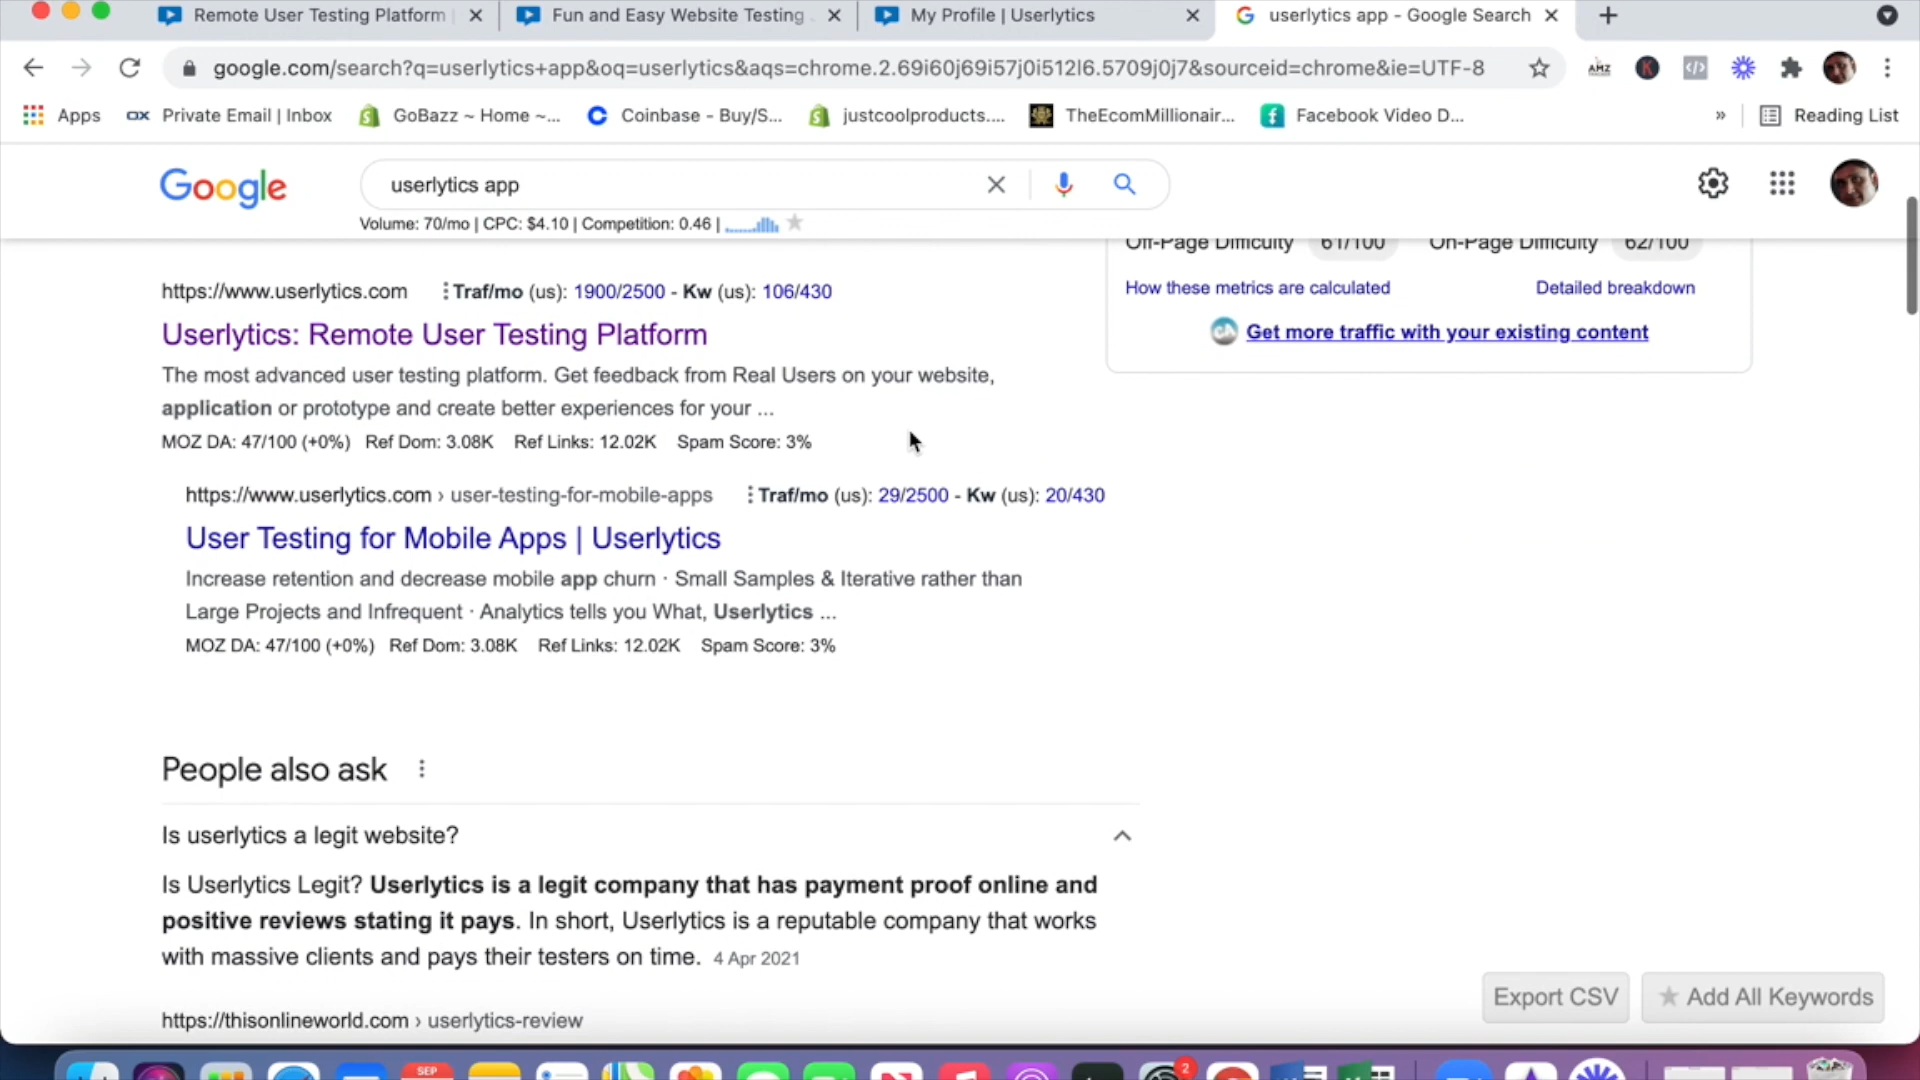 Remote User Testing Platform
Fun and Easy Website Testing
My Profile | Userlytics
userlytics app - Google Search
google.com/search?q=userlytics+app&oq=userlytics&aqs=chrome.2.69i60j69i57j0i512l6.5709j0j7&sourceid=chrome&ie=UTF-8
AMZ
K
Apps
OX
Private Email | Inbox
GoBazz ~ Home ~...
Coinbase - Buy/S...
justcoolproducts....
TheEcomMillionair...
Facebook Video D...
»
Reading List
Google
userlytics app
Volume: 70/mo | CPC: $4.10 | Competition: 0.46 |
Off-Page Difficulty 61/100 On-Page Difficulty 62/100
How these metrics are calculated
Detailed breakdown
Get more traffic with your existing content
https://www.userlytics.com
Traf/mo (us): 1900/2500 - Kw (us): 106/430
Userlytics: Remote User Testing Platform
The most advanced user testing platform. Get feedback from Real Users on your website,
application or prototype and create better experiences for your ...
MOZ DA: 47/100 (+0%) Ref Dom: 3.08K Ref Links: 12.02K Spam Score: 3%
https://www.userlytics.com › user-testing-for-mobile-apps
Traf/mo (us): 29/2500 - Kw (us): 20/430
User Testing for Mobile Apps | Userlytics
Increase retention and decrease mobile app churn · Small Samples & Iterative rather than
Large Projects and Infrequent · Analytics tells you What, Userlytics ...
MOZ DA: 47/100 (+0%) Ref Dom: 3.08K Ref Links: 12.02K Spam Score: 3%
People also ask
Is userlytics a legit website?
Is Userlytics Legit? Userlytics is a legit company that has payment proof online and
positive reviews stating it pays. In short, Userlytics is a reputable company that works
with massive clients and pays their testers on time. 4 Apr 2021
https://thisonlineworld.com › userlytics-review
Export CSV
Add All Keywords
SEP
2